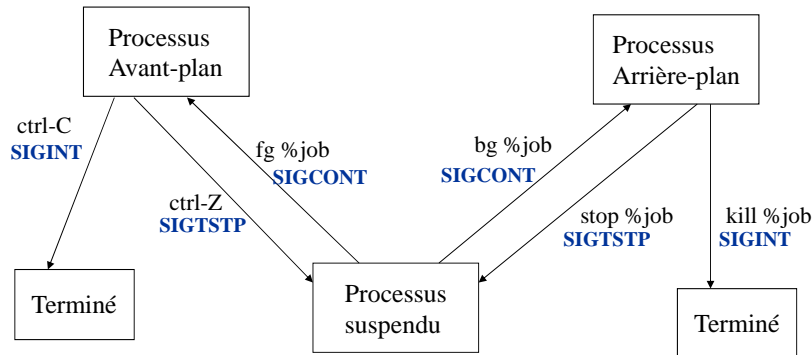 Processus
Avant-plan
Processus
Arrière-plan
ctrl-C
SIGINT
fg %job
SIGCONT
bg %job
SIGCONT
ctrl-Z
SIGTSTP
stop %job
SIGTSTP
kill %job
SIGINT
Terminé
Processus
suspendu
Terminé